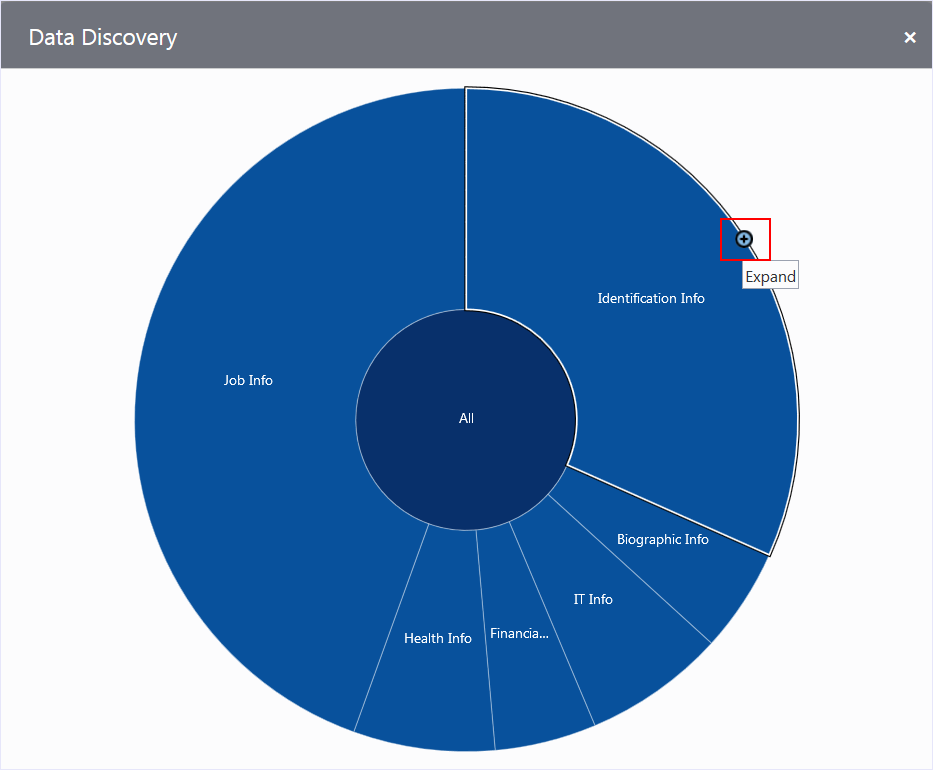 Data Discovery
Identification Info
Expand
Job Info
All
Biographic Info
IT Info
Financia...
Health Info